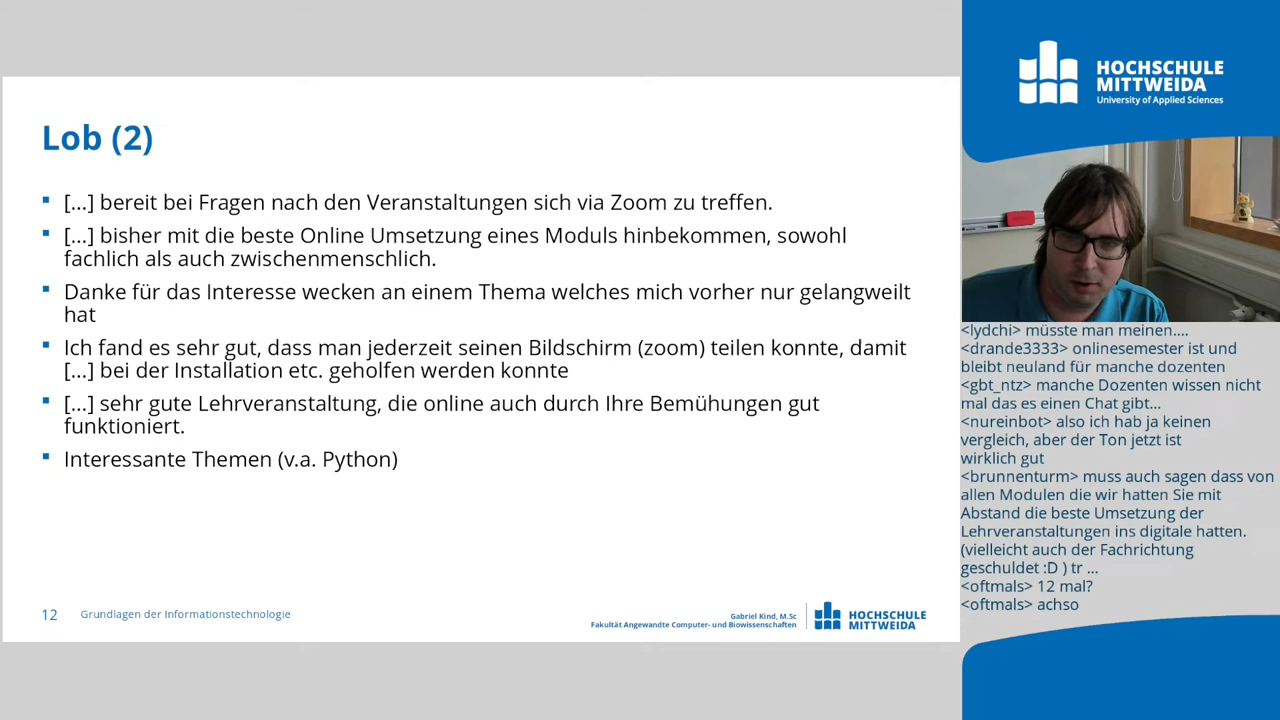 Lob (2)
[...] bereit bei Fragen nach den Veranstaltungen sich via Zoom zu treffen.
[...] bisher mit die beste Online Umsetzung eines Moduls hinbekommen, sowohl
fachlich als auch zwischenmenschlich.
Danke für das Interesse wecken an einem Thema welches mich vorher nur gelangweilt
hat
Ich fand es sehr gut, dass man jederzeit seinen Bildschirm (zoom) teilen konnte, damit
[...] bei der Installation etc. geholfen werden konnte
[...] sehr gute Lehrveranstaltung, die online auch durch Ihre Bemühungen gut
funktioniert.
Interessante Themen (v.a. Python)
12
Grundlagen der Informationstechnologie
Gabriel Kind, M.Sc
Fakultät Angewandte Computer- und Biowissenschaften
HOCHSCHULE
MITTWEIDA
HOCHSCHULE
MITTWEIDA
University of Applied Sciences
<lydchi> müsste man meinen....
<drande3333> onlinesemester ist und
bleibt neuland für manche dozenten
<gbt_ntz> manche Dozenten wissen nicht
mal das es einen Chat gibt...
<nureinbot> also ich hab ja keinen
vergleich, aber der Ton jetzt ist
wirklich gut
<brunnenturm> muss auch sagen dass von
allen Modulen die wir hatten Sie mit
Abstand die beste Umsetzung der
Lehrveranstaltungen ins digitale hatten.
(vielleicht auch der Fachrichtung
geschuldet :D ) tr ...
<oftmals> 12 mal?
<oftmals> achso